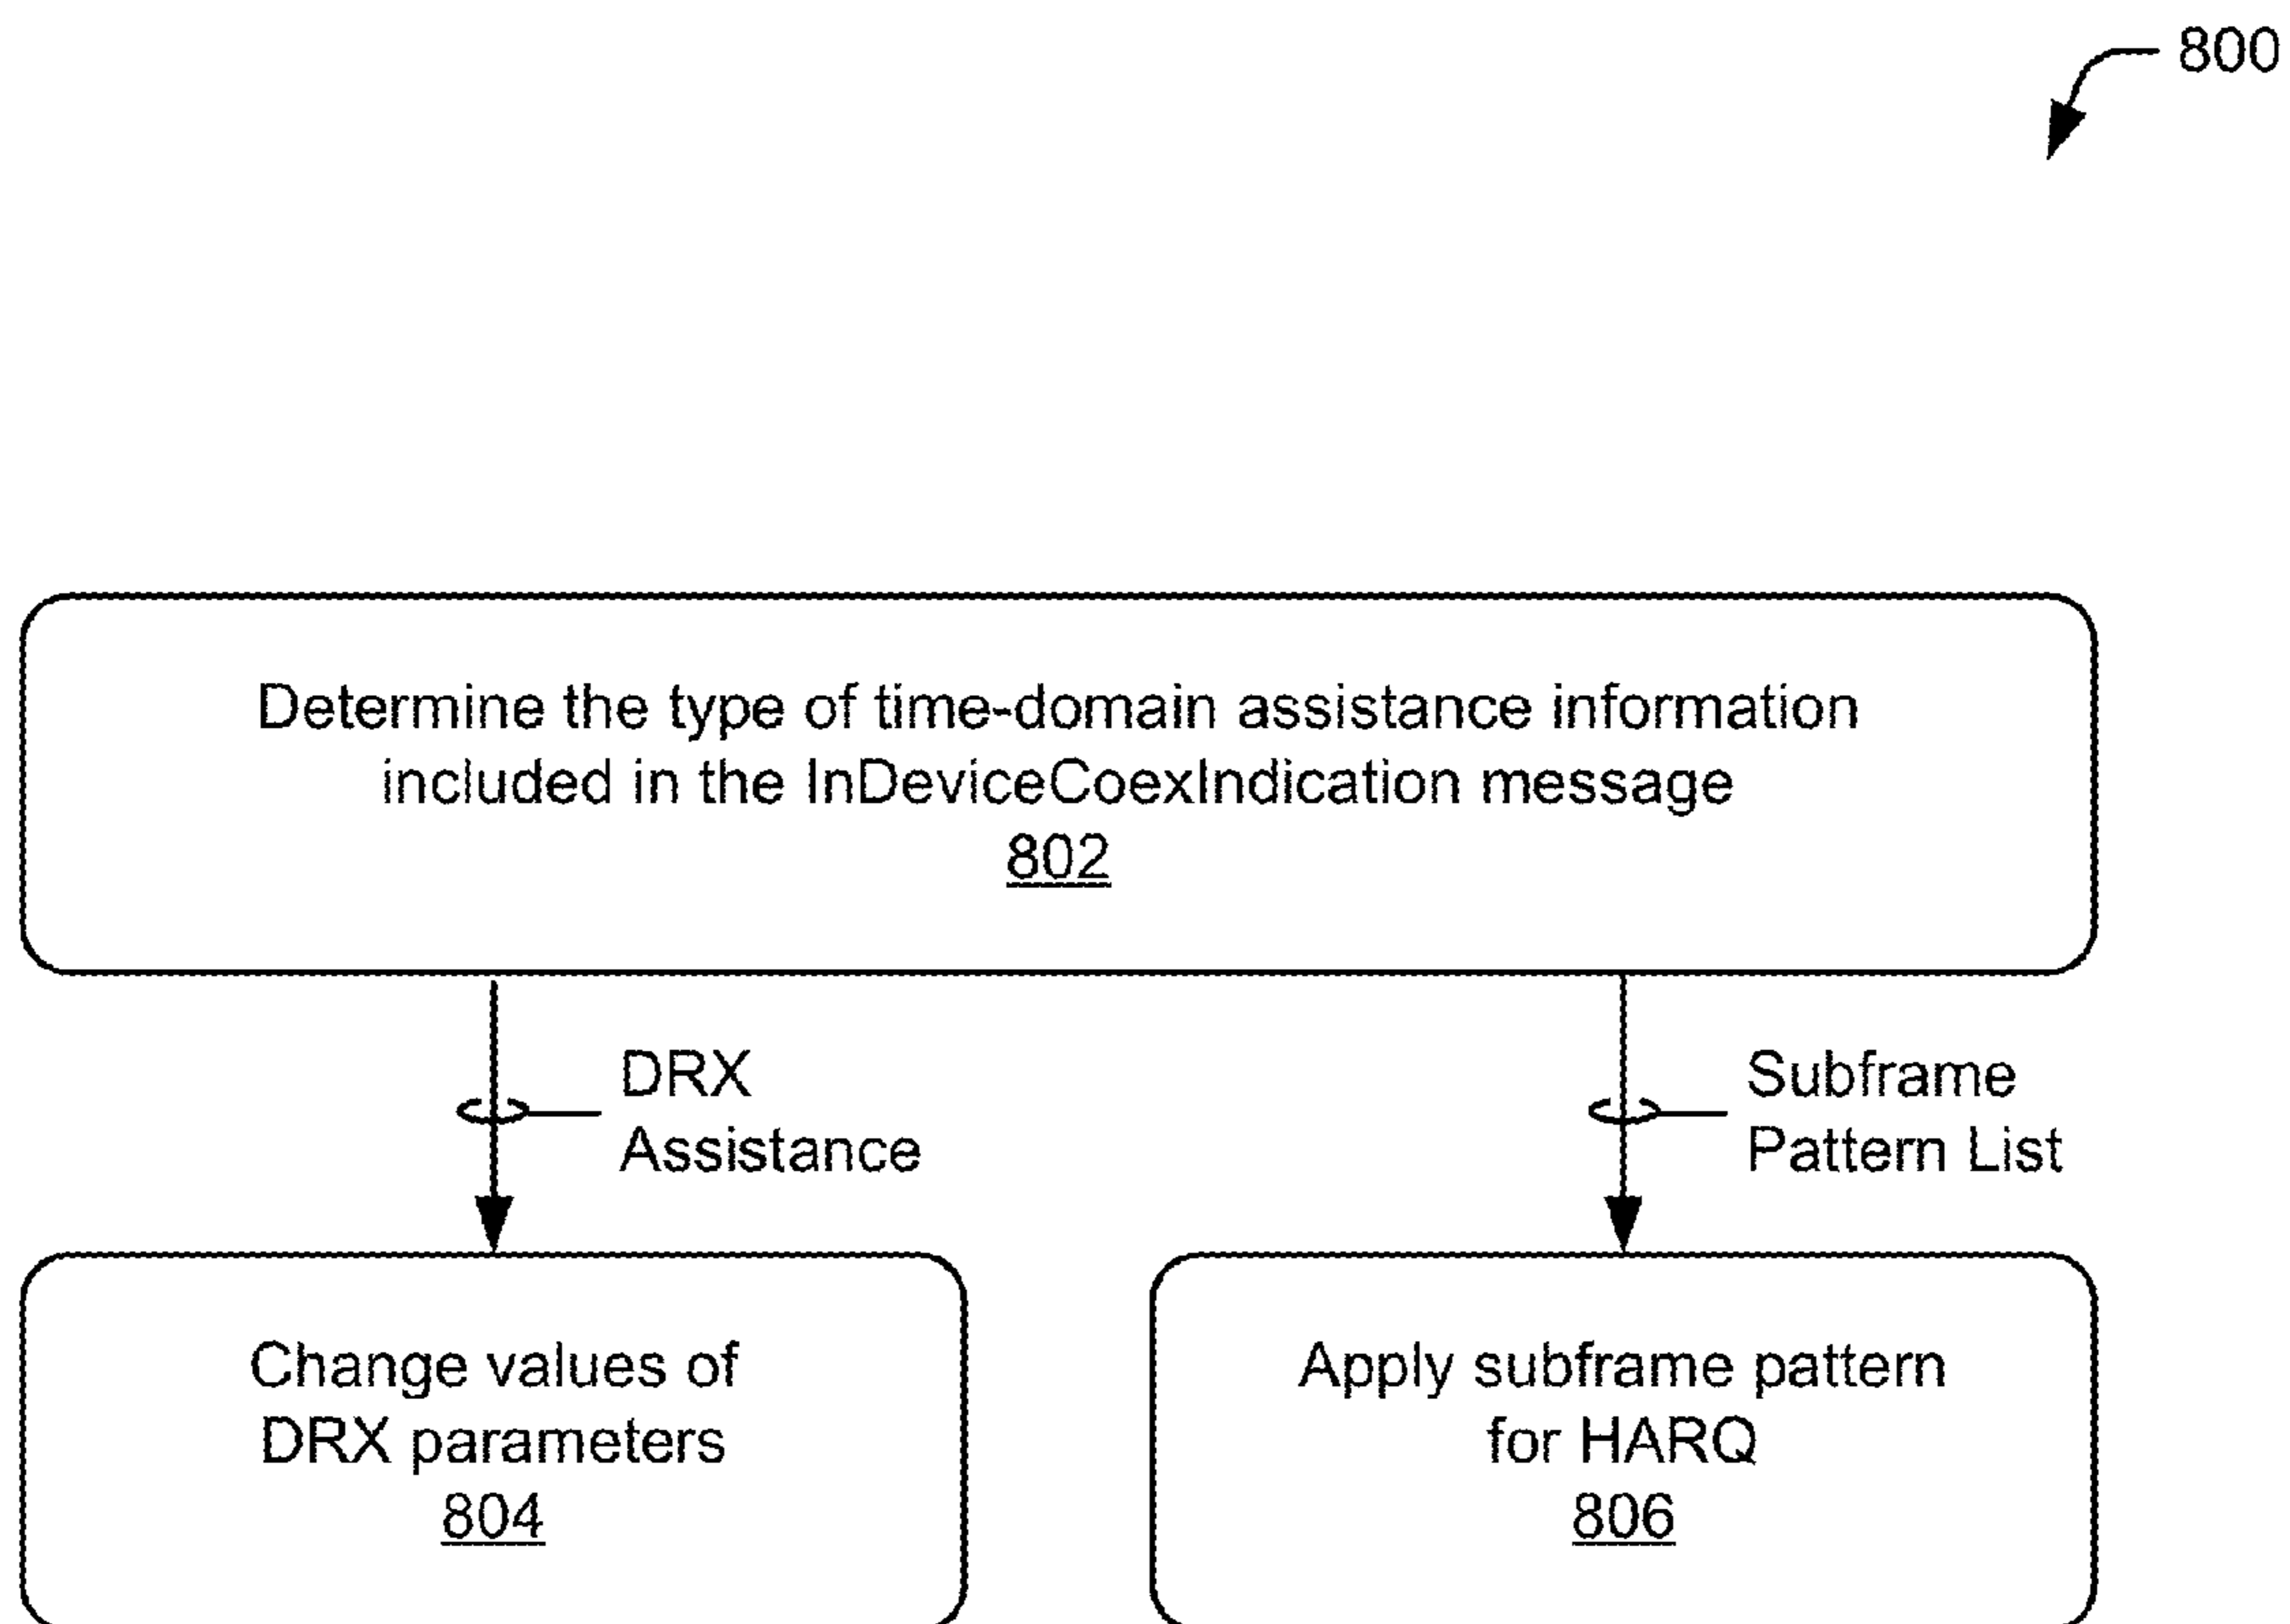 800
Determine the type of time-domain assistance information
included in the InDeviceCoexIndication message
802
DRX
Assistance
Subframe
Pattern List
Change values of
DRX parameters
804
Apply subframe pattern
for HARQ
806